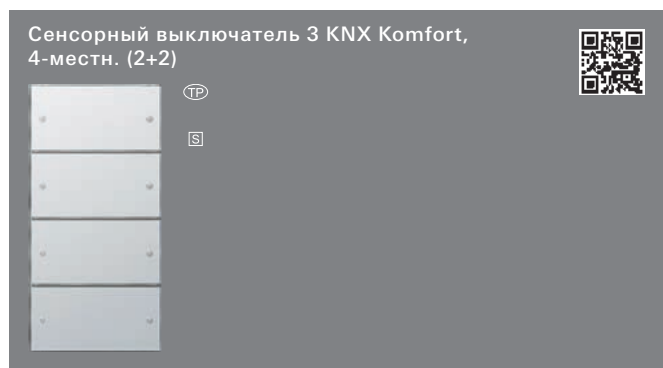 Сенсорный выключатель 3 KNX Komfort,
4-местн. (2+2)
TP
S